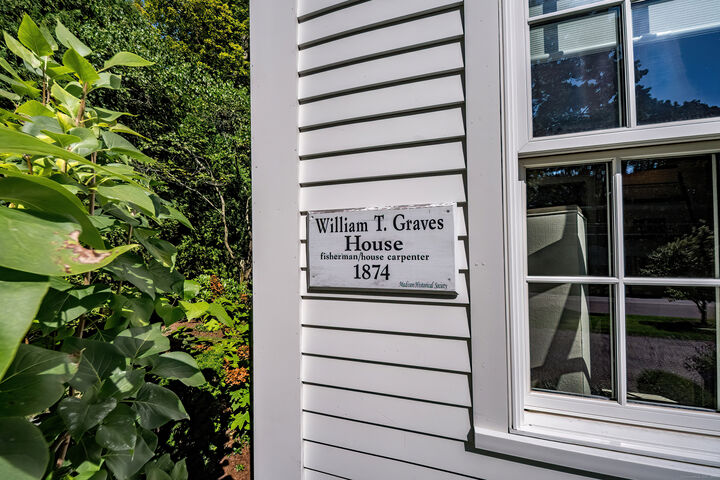 William T. Graves
House
fisherman/house carpenter
1874
Madison Historical Society